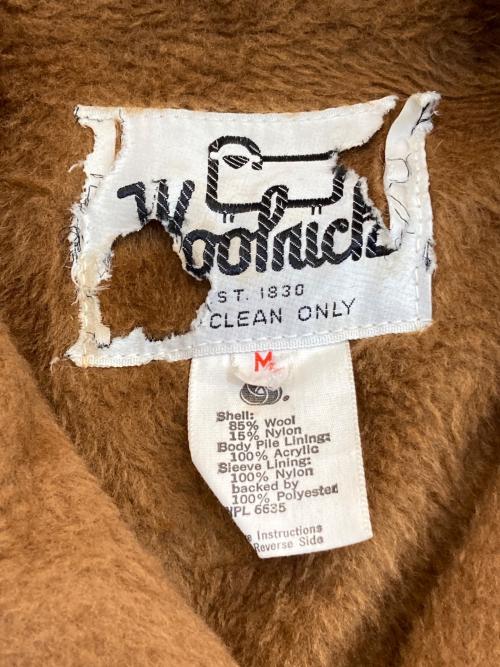 Woolrich
ST. 1830
CLEAN ONLY
M
Shell:
85% Wool
15% Nylon
Body Pile Lining:
100% Acrylic
Sleeve Lining:
100% Nylon
backed by
100% Polyester
WPL 6635
Instructions
Reverse Side